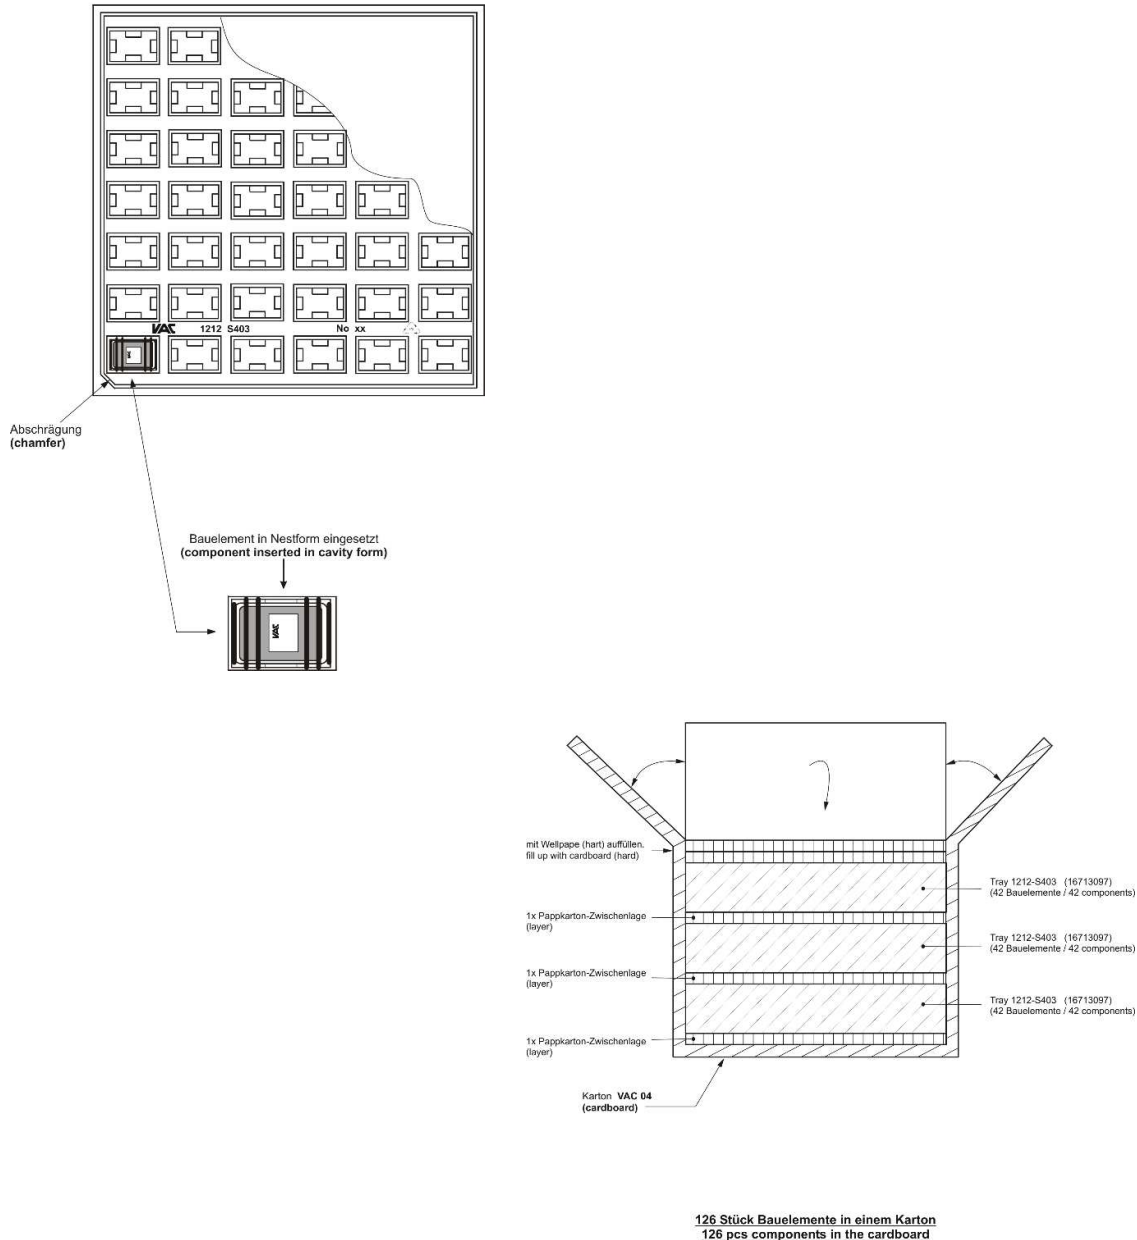 VAC 1212 S403 No xx
VAC
Abschrägung
(chamfer)
Bauelement in Nestform eingesetzt
(component inserted in cavity form)
VAC
mit Wellpape (hart) auffüllen.
fill up with cardboard (hard)
Tray 1212-S403 (16713097)
(42 Bauelemente / 42 components)
1x Pappkarton-Zwischenlage
(layer)
Tray 1212-S403 (16713097)
(42 Bauelemente / 42 components)
1x Pappkarton-Zwischenlage
(layer)
Tray 1212-S403 (16713097)
(42 Bauelemente / 42 components)
1x Pappkarton-Zwischenlage
(layer)
Karton VAC 04
(cardboard)
126 Stück Bauelemente in einem Karton
126 pcs components in the cardboard